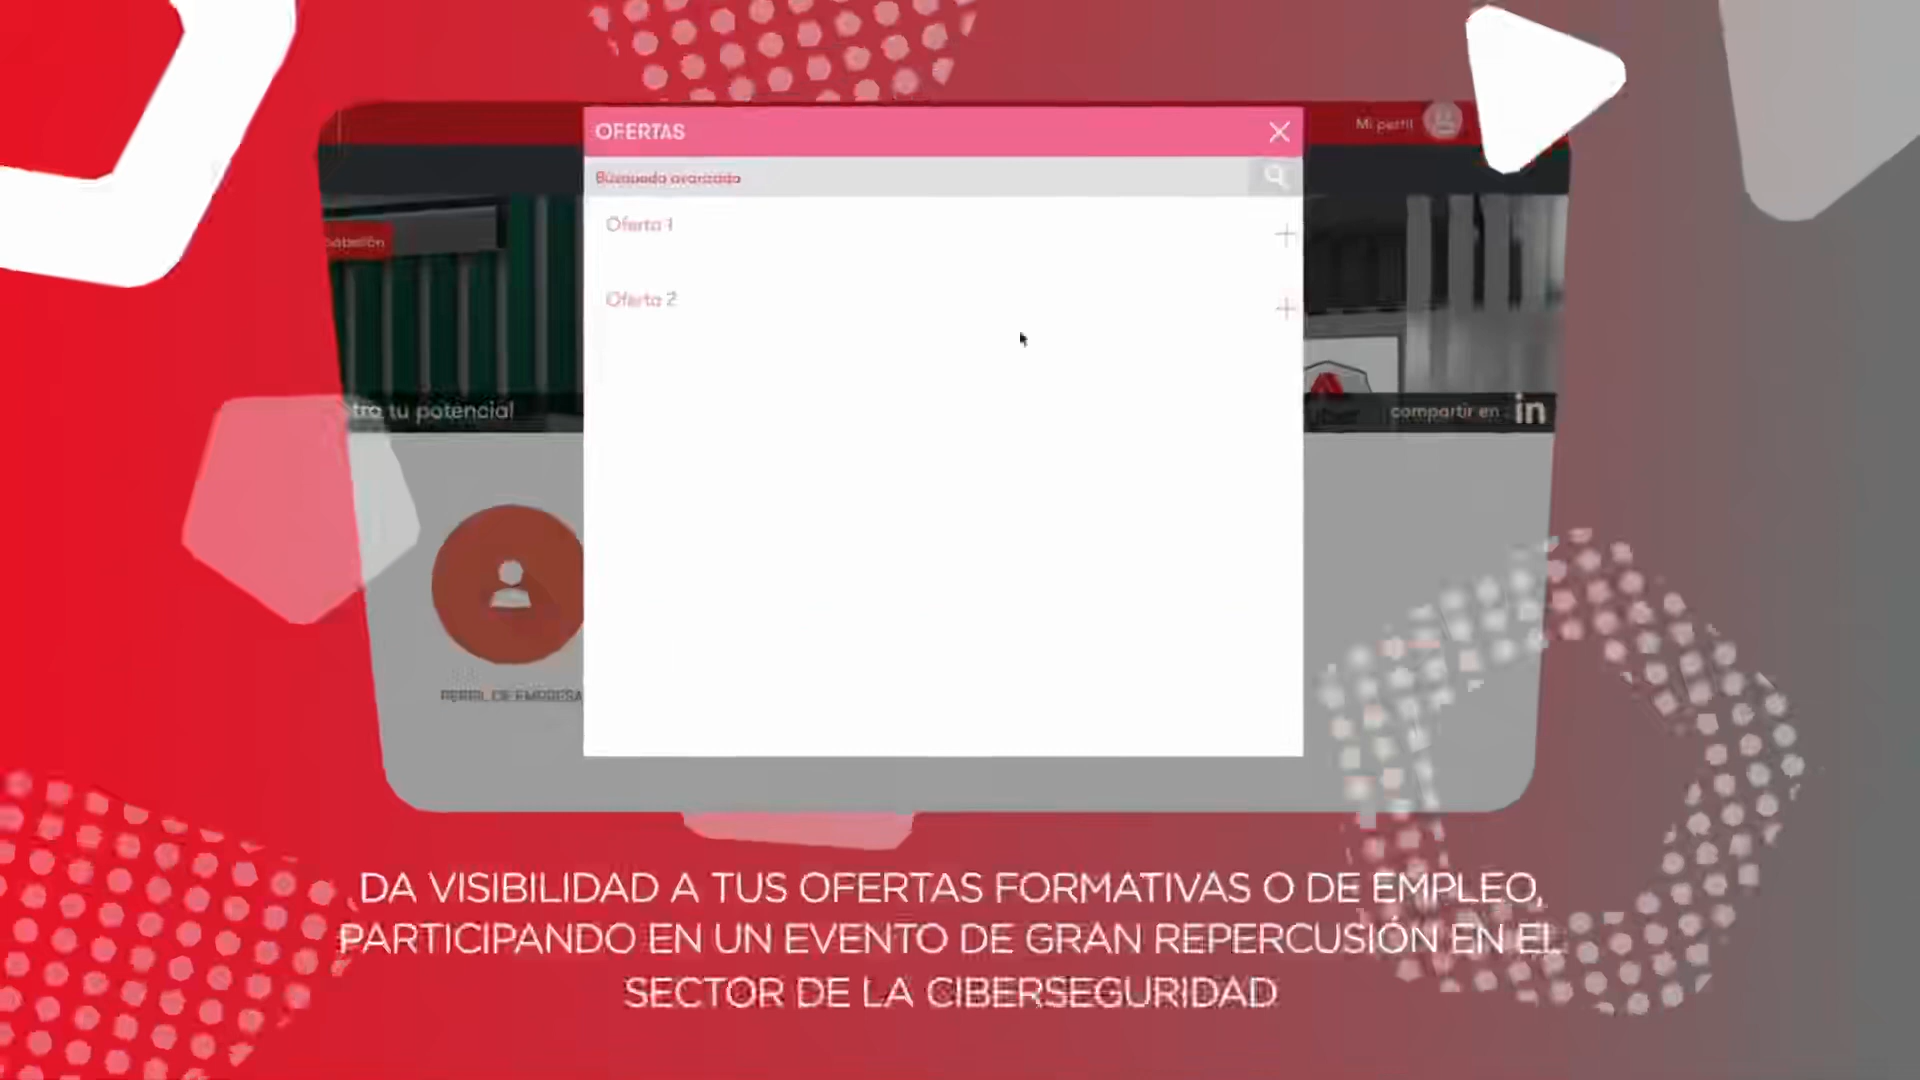 OFERTAS
Mi perfil
Búsqueda avanzada
Oferta 1
pabellón
Oferta 2
tra tu potencial
compartir en in
PERFIL DE EMPRESA
DA VISIBILIDAD A TUS OFERTAS FORMATIVAS O DE EMPLEO,
PARTICIPANDO EN UN EVENTO DE GRAN REPERCUSIÓN EN EL
SECTOR DE LA CIBERSEGURIDAD